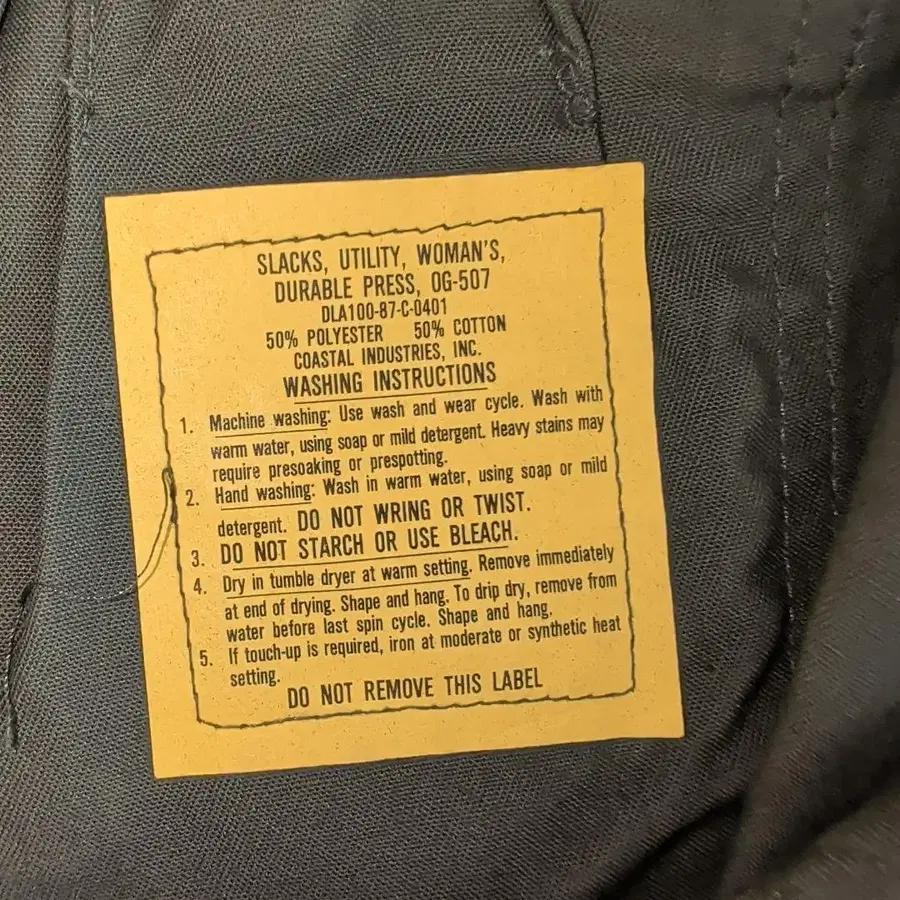 SLACKS, UTILITY, WOMAN'S,
DURABLE PRESS, OG-507
DLA100-87-C-0401
50% POLYESTER 50% COTTON
COASTAL INDUSTRIES, INC.
WASHING INSTRUCTIONS
1. Machine washing: Use wash and wear cycle. Wash with
warm water, using soap or mild detergent. Heavy stains may
require presoaking or prespotting.
2. Hand washing: Wash in warm water, using soap or mild
detergent. DO NOT WRING OR TWIST.
3. DO NOT STARCH OR USE BLEACH.
4. Dry in tumble dryer at warm setting. Remove immediately
at end of drying. Shape and hang. To drip dry, remove from
water before last spin cycle. Shape and hang.
5. If touch-up is required, iron at moderate or synthetic heat
setting.
DO NOT REMOVE THIS LABEL